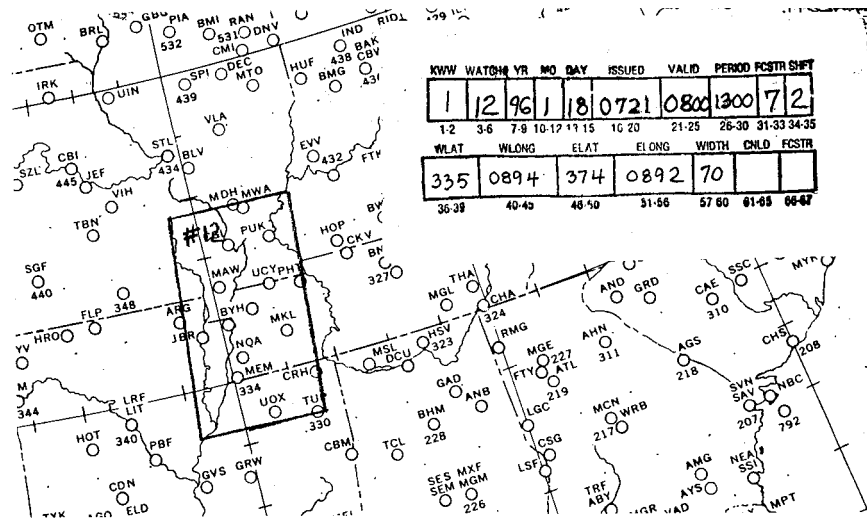 OTM
BRL
GBG
PIA
532
BMI
531
RAN
DNV
CMI
IND
438
BAK
CBV
IRK
UIN
SPI
439
DEC
MTO
HUF
BMG
VLA
STL
434
BLV
EVV
432
FTK
SZL
CBI
445
JEF
VIH
TBN
MDH
MWA
#12
PUK
HOP
CKV
BN
327
SGF
440
MAW
UCY
PHT
348
FLP
HRO
ARG
BYH
MKL
JBR
NQA
MEM
334
CRH
MSL
DCU
HSV
323
MGL
THA
CHA
324
344
LRF
LIT
340
UOX
TUP
330
HOT
PBF
GVS
GRW
CBM
TCL
CDN
ELD
KWW WATCH# YR MO DAY ISSUED VALID PERIOD FCSTR SHFT
1 12 96 1 18 0721 0800 1300 7 2
1-2 3-6 7-9 10-12 13-15 16-20 21-25 26-30 31-33 34-35
WLAT WLONG ELAT ELONG WIDTH CNLD FCSTR
335 0894 374 0892 70
36-39 40-45 46-50 51-56 57-60 61-65 66-67
AND
GRD
CAE
310
SSC
MYR
RMG
MGE
227
FTY
ATL
219
AHN
311
AGS
218
CHS
208
GAD
ANB
BHM
228
LGC
MCN
217
WRB
SVN
SAV
207
NBC
792
CSG
LSF
SES
SEM
MXF
MGM
226
TRF
ABY
AMG
AYS
NEA
SSI
MGR
VAD
MPT